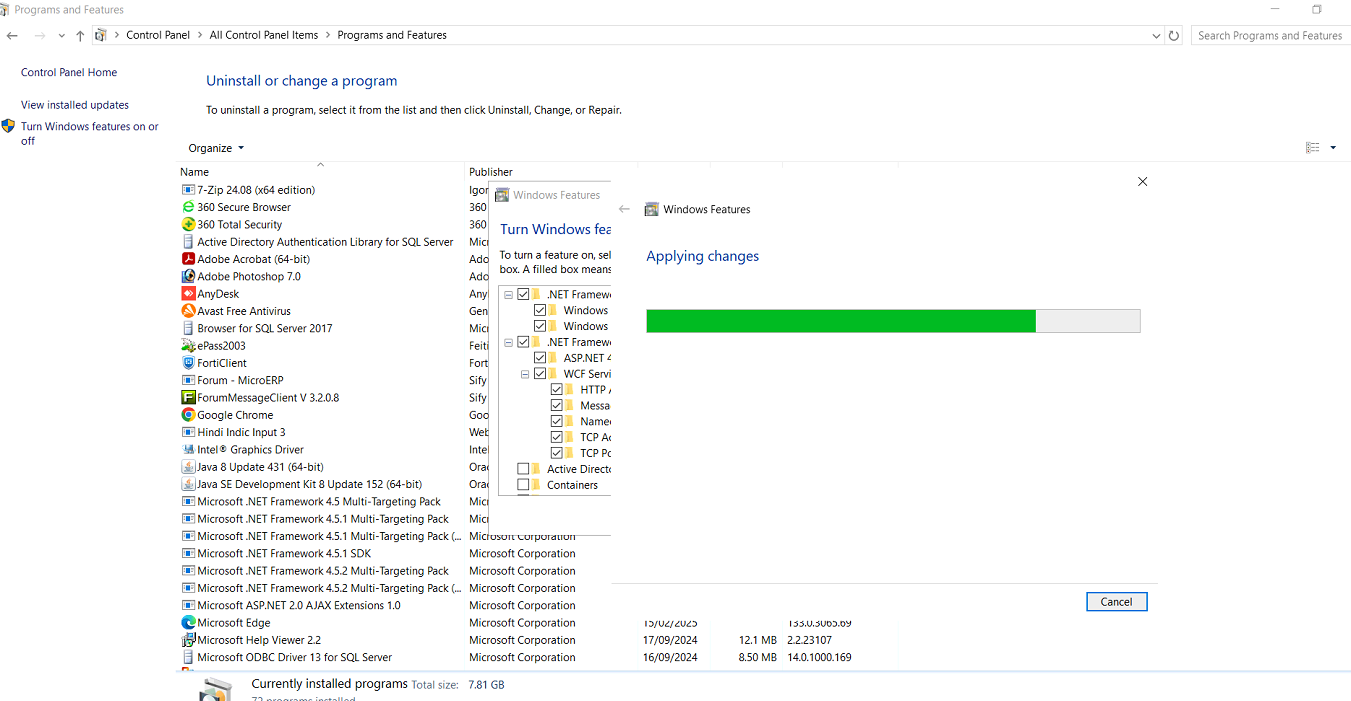 Programs and Features
Control Panel > All Control Panel Items > Programs and Features
Search Programs and Features
Control Panel Home
View installed updates
Turn Windows features on or
off
Uninstall or change a program
To uninstall a program, select it from the list and then click Uninstall, Change, or Repair.
Organize
Name Publisher
7-Zip 24.08 (x64 edition) Igor
360 Secure Browser 360
360 Total Security 360
Active Directory Authentication Library for SQL Server Micr
Adobe Acrobat (64-bit) Ado
Adobe Photoshop 7.0 Ado
AnyDesk Any
Avast Free Antivirus Gen
Browser for SQL Server 2017 Micr
ePass2003 Feiti
FortiClient Fort
Forum - MicroERP Sify
ForumMessageClient V 3.2.0.8 Sify
Google Chrome Goo
Hindi Indic Input 3 Web
Intel® Graphics Driver Inte
Java 8 Update 431 (64-bit) Orac
Java SE Development Kit 8 Update 152 (64-bit) Orac
Microsoft .NET Framework 4.5 Multi-Targeting Pack Micr
Microsoft .NET Framework 4.5.1 Multi-Targeting Pack Micr
Microsoft .NET Framework 4.5.1 Multi-Targeting Pack (... Microsoft Corporation
Microsoft .NET Framework 4.5.1 SDK Microsoft Corporation
Microsoft .NET Framework 4.5.2 Multi-Targeting Pack Microsoft Corporation
Microsoft .NET Framework 4.5.2 Multi-Targeting Pack (... Microsoft Corporation
Microsoft ASP.NET 2.0 AJAX Extensions 1.0 Microsoft Corporation
Microsoft Edge Microsoft Corporation 15/02/2025 133.0.3065.69
Microsoft Help Viewer 2.2 Microsoft Corporation 17/09/2024 12.1 MB 2.2.23107
Microsoft ODBC Driver 13 for SQL Server Microsoft Corporation 16/09/2024 8.50 MB 14.0.1000.169
Currently installed programs Total size: 7.81 GB
72 programs installed
Windows Features
Turn Windows fea
To turn a feature on, sel
box. A filled box means
.NET Framewo
Windows
Windows
.NET Framewo
ASP.NET 4
WCF Servi
HTTP A
Messa
Named
TCP Ac
TCP Po
Active Directo
Containers
Windows Features
Applying changes
Cancel